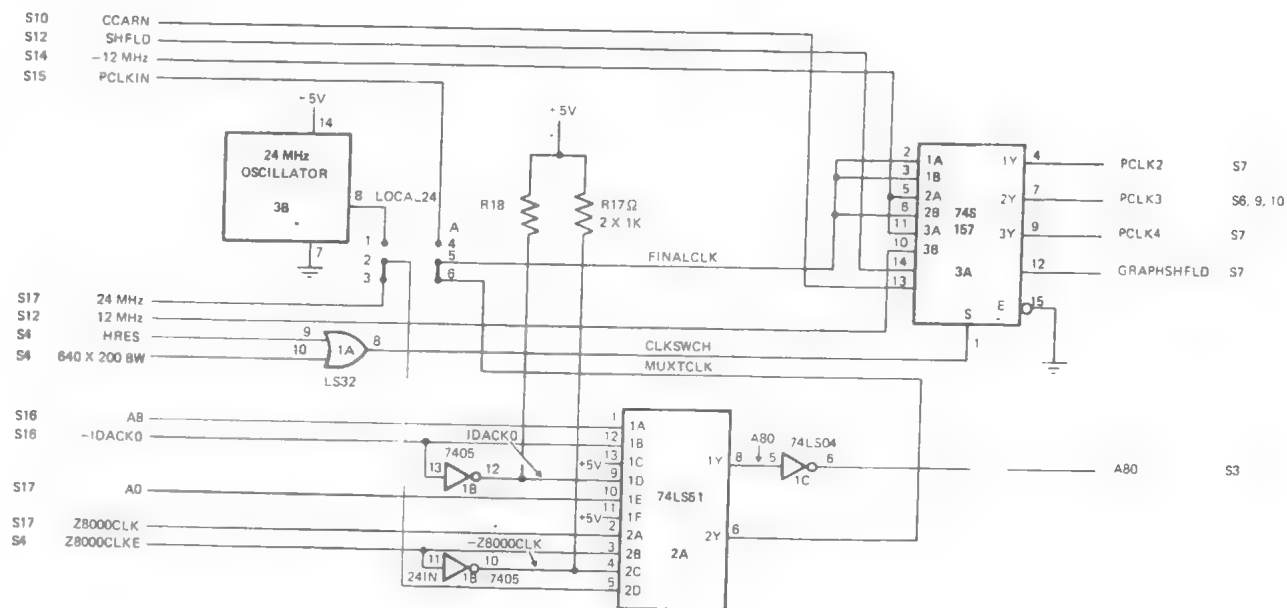 S10 CCARN
S12 SHFLD
S14 -12 MHz
S15 PCLKIN
-5V
14
24 MHz
OSCILLATOR
3B
8
LOCAL_24
7
1
2
3
A
4
5
6
+5V
R18
R17Ω
2 X 1K
FINALCLK
2 1A
3 1B
5 2A
6 2B
11 3A
10 3B
14
13
74S
157
3A
1Y 4 PCLK2 S7
2Y 7 PCLK3 S6, 9, 10
3Y 9 PCLK4 S7
12 GRAPHSHFLD S7
S
1
E
15
S17 24 MHz
S12 12 MHz
S4 HRES
S4 640 X 200 BW
9
10
1A
8
LS32
CLKSWCH
MUXTCLK
S16 A8
S16 -IDACK0
S17 A0
S17 Z8000CLK
S4 Z8000CLKE
7405
13
12
1B
IDACK0
-Z8000CLK
11
10
24IN
1B
7405
1 1A
12 1B
+5V 13 1C
9 1D
10 1E
+5V 11 1F
2 2A
3 2B
4 2C
5 2D
74LS51
2A
1Y 8
2Y 6
A80
5
74LS04
1C
6
A80 S3